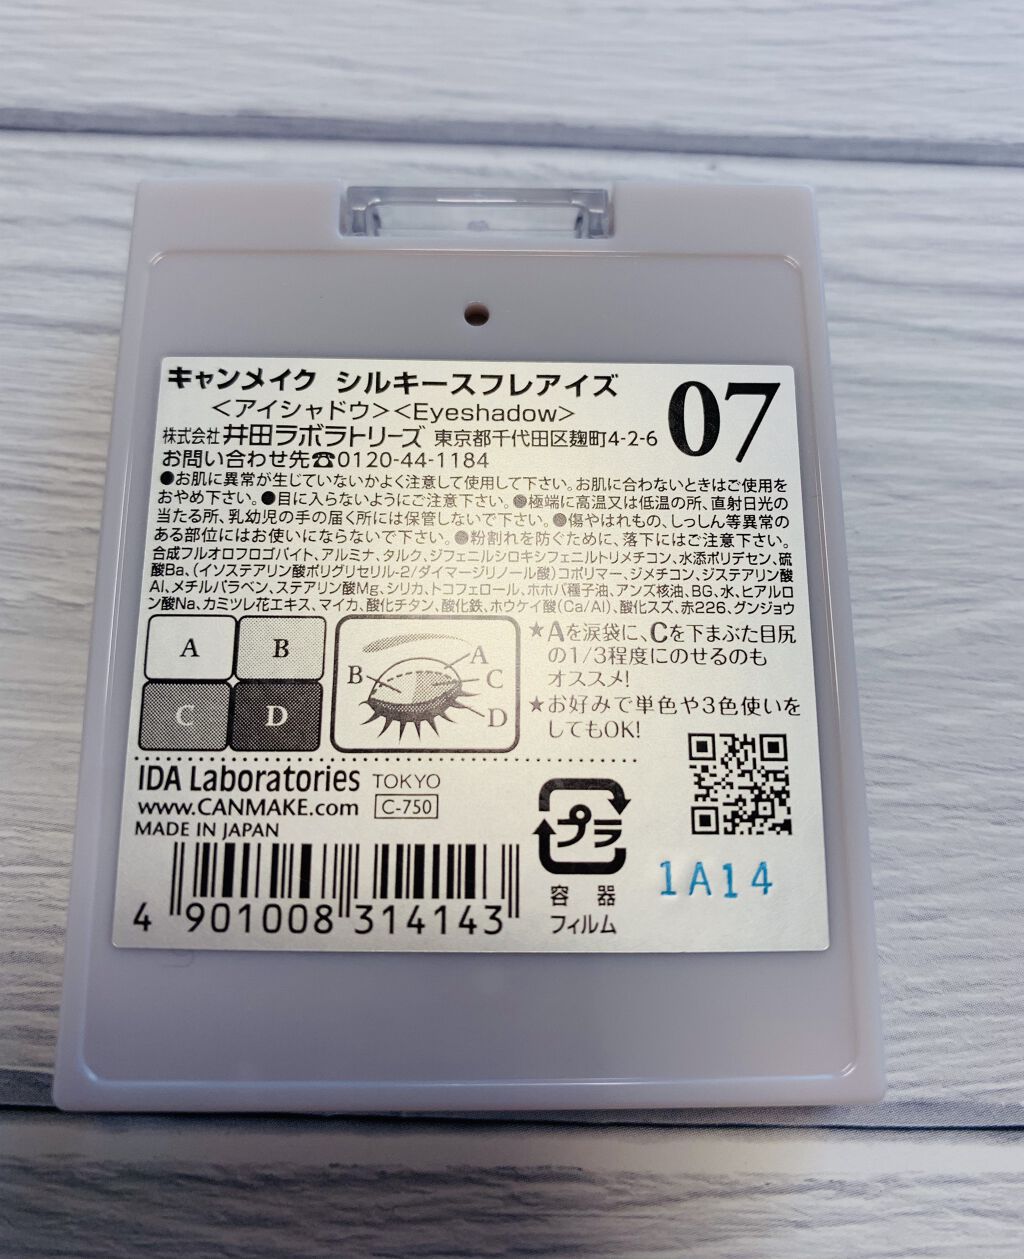 キャンメイク シルキースフレアイズ
07
＜アイシャドウ＞＜Eyeshadow＞
株式会社 井田ラボラトリーズ 東京都千代田区麹町4-2-6
お問い合わせ先☎0120-44-1184
●お肌に異常が生じていないかよく注意して使用して下さい。お肌に合わないときはご使用を
おやめ下さい。●目に入らないようにご注意下さい。●極端に高温又は低温の所、直射日光の
当たる所、乳幼児の手の届く所には保管しないで下さい。●傷やはれもの、しっしん等異常の
ある部位にはお使いにならないで下さい。●粉割れを防ぐために、落下にはご注意下さい。
合成フルオロフロゴパイト、アルミナ、タルク、ジフェニルシロキシフェニルトリメチコン、水添ポリデセン、硫
酸Ba、(イソステアリン酸ポリグリセリル-2/ダイマージリノール酸)コポリマー、ジメチコン、ジステアリン酸
Al、メチルパラベン、ステアリン酸Mg、シリカ、トコフェロール、ホホバ種子油、アンズ核油、BG、水、ヒアルロ
ン酸Na、カミツレ花エキス、マイカ、酸化チタン、酸化鉄、ホウケイ酸(Ca/Al)、酸化スズ、赤226、グンジョウ
A B
C D
A
B C
D
★Aを涙袋に、Cを下まぶた目尻
の1/3程度にのせるのも
オススメ!
★お好みで単色や3色使いを
してもOK!
IDA Laboratories TOKYO
www.CANMAKE.com C-750
MADE IN JAPAN
プラ
容器
フィルム
1A14
4 901008 314143